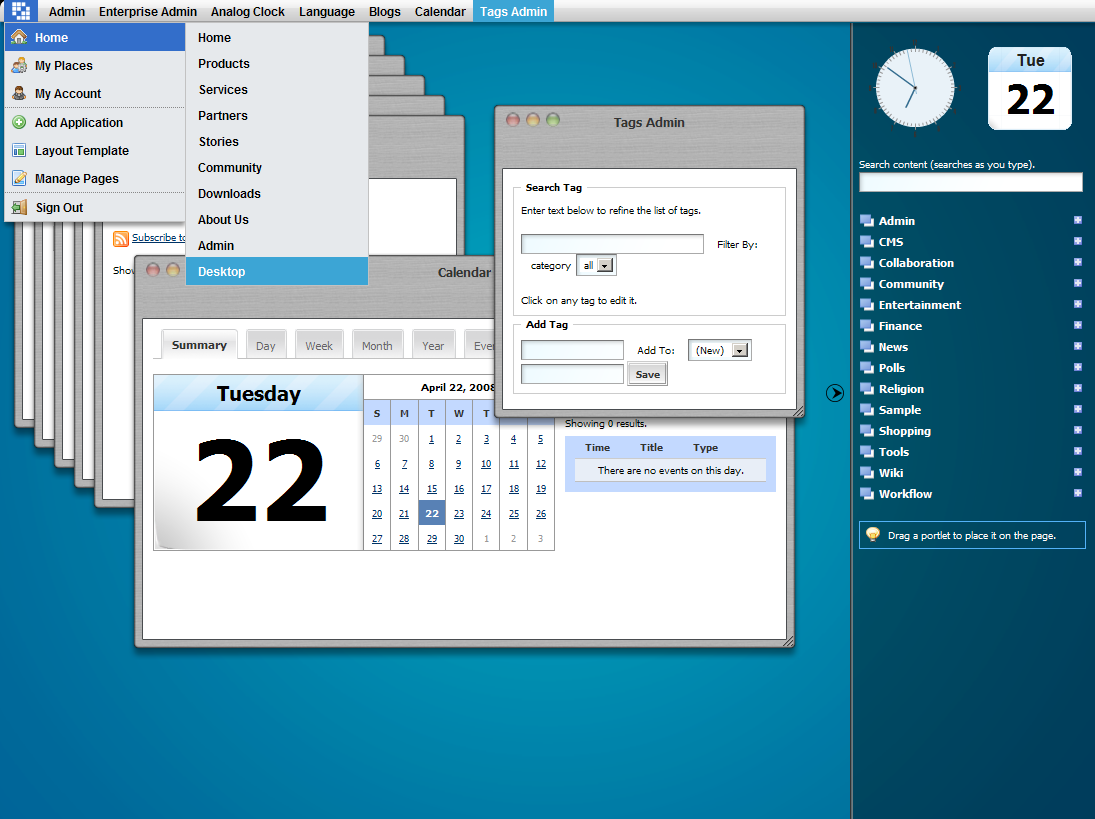 Admin Enterprise Admin Analog Clock Language Blogs Calendar Tags Admin
Home
My Places
My Account
Add Application
Layout Template
Manage Pages
Sign Out
Home
Products
Services
Partners
Stories
Community
Downloads
About Us
Admin
Desktop
Subscribe to
Calendar
Summary Day Week Month Year
Tuesday
22
April 22, 2008
S M T W T
29 30 1 2 3 4 5
6 7 8 9 10 11 12
13 14 15 16 17 18 19
20 21 22 23 24 25 26
27 28 29 30 1 2 3
Showing 0 results.
Time Title Type
There are no events on this day.
Tags Admin
Search Tag
Enter text below to refine the list of tags.
Filter By:
category all
Click on any tag to edit it.
Add Tag
Add To: (New)
Save
Tue
22
Search content (searches as you type).
Admin
CMS
Collaboration
Community
Entertainment
Finance
News
Polls
Religion
Sample
Shopping
Tools
Wiki
Workflow
Drag a portlet to place it on the page.